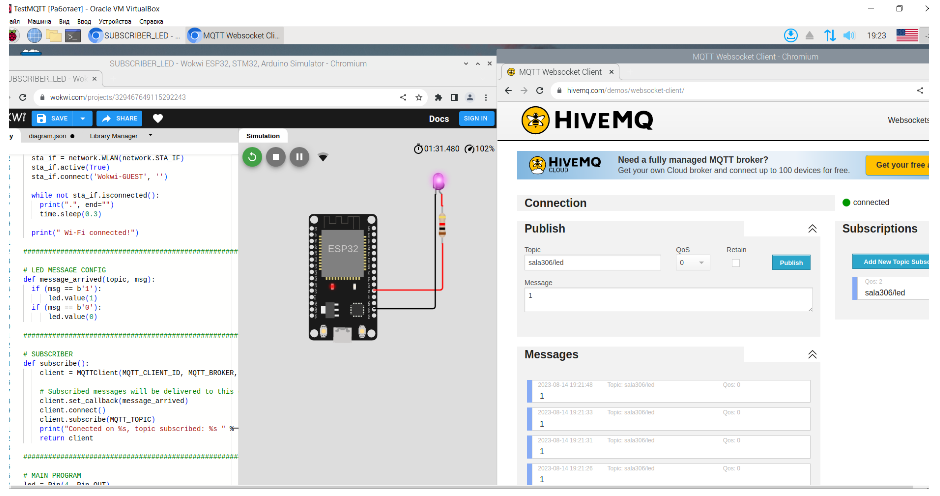 TestMQTT [Работает] - Oracle VM VirtualBox
айл Машина Вид Ввод Устройства Справка
SUBSCRIBER_LED - ...
MQTT Websocket Cli...
19:23
SUBSCRIBER_LED - Wokwi ESP32, STM32, Arduino Simulator - Chromium
UBSCRIBER_LED - Wo
wokwi.com/projects/329467649115292243
KWI
SAVE
SHARE
Docs
SIGN IN
diagram.json
Library Manager
Simulation
01:31.480
102%
sta_if = network.WLAN(network.STA_IF)
sta_if.active(True)
sta_if.connect('Wokwi-GUEST', '')
while not sta_if.isconnected():
print(".", end="")
time.sleep(0.3)
print(" Wi-Fi connected!")
# LED MESSAGE CONFIG
def message_arrived(topic, msg):
if (msg == b'1'):
led.value(1)
if (msg == b'0'):
led.value(0)
# SUBSCRIBER
def subscribe():
client = MQTTClient(MQTT_CLIENT_ID, MQTT_BROKER,
# Subscribed messages will be delivered to this
client.set_callback(message_arrived)
client.connect()
client.subscribe(MQTT_TOPIC)
print("Conected on %s, topic subscribed: %s " %
return client
# MAIN PROGRAM
led = Pin(4, Pin.OUT)
ESP32
MQTT Websocket Client - Chromium
MQTT Websocket Client
hivemq.com/demos/websocket-client/
HIVEMQ
Websockets
HIVEMQ
CLOUD
Need a fully managed MQTT broker?
Get your own Cloud broker and connect up to 100 devices for free.
Get your free
Connection
connected
Publish
Subscriptions
Topic
QoS
Retain
sala306/led
0
Publish
Add New Topic Subsc
Message
1
Qos: 2
sala306/led
Messages
2023-08-14 19:21:48 Topic: sala306/led Qos: 0
1
2023-08-14 19:21:33 Topic: sala306/led Qos: 0
1
2023-08-14 19:21:31 Topic: sala306/led Qos: 0
1
2023-08-14 19:21:26 Topic: sala306/led Qos: 0
1